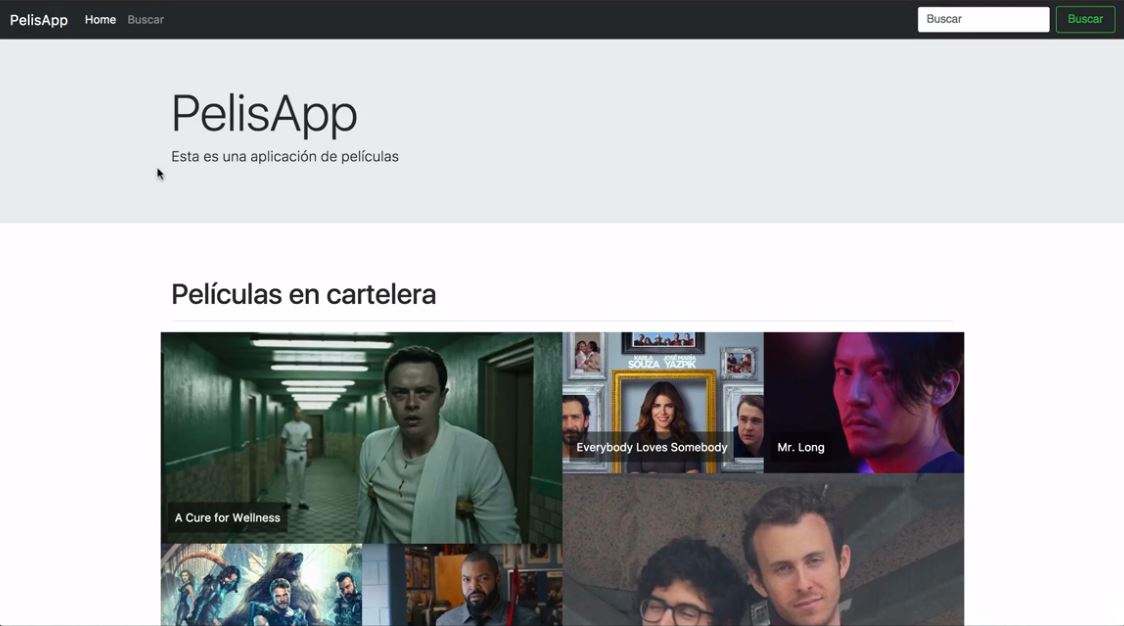 PelisApp Home Buscar Buscar Buscar
PelisApp
Esta es una aplicación de películas
Películas en cartelera
KARLA SOUZA JOSÉ MARÍA YAZPIK
Everybody Loves Somebody
Mr. Long
A Cure for Wellness